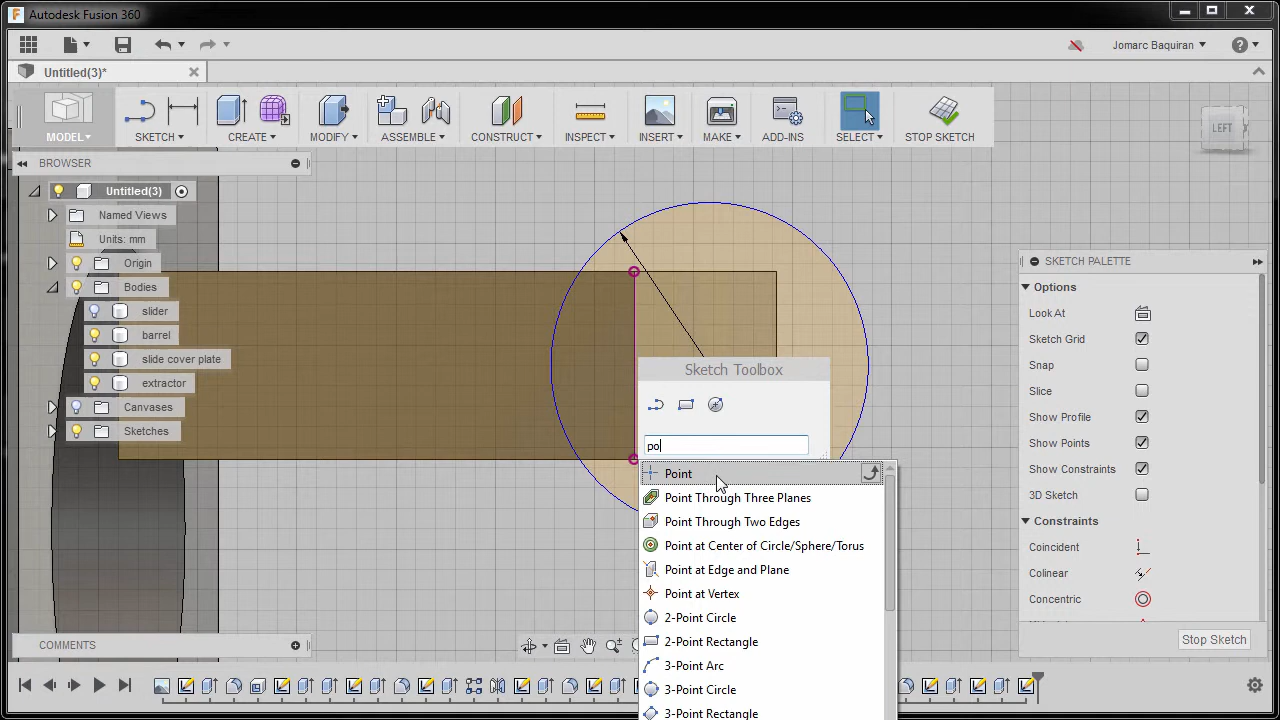 Autodesk Fusion 360
Jomarc Baquiran
Untitled(3)*
MODEL
SKETCH
CREATE
MODIFY
ASSEMBLE
CONSTRUCT
INSPECT
INSERT
MAKE
ADD-INS
SELECT
STOP SKETCH
LEFT
BROWSER
Untitled(3)
Named Views
Units: mm
Origin
Bodies
slider
barrel
slide cover plate
extractor
Canvases
Sketches
SKETCH PALETTE
Options
Look At
Sketch Grid
Snap
Slice
Show Profile
Show Points
Show Constraints
3D Sketch
Constraints
Coincident
Colinear
Concentric
Stop Sketch
Sketch Toolbox
po
Point
Point Through Three Planes
Point Through Two Edges
Point at Center of Circle/Sphere/Torus
Point at Edge and Plane
Point at Vertex
2-Point Circle
2-Point Rectangle
3-Point Arc
3-Point Circle
3-Point Rectangle
COMMENTS